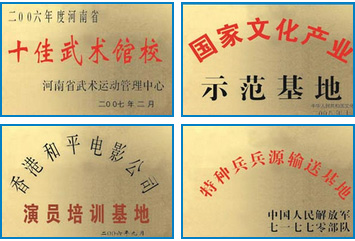 二〇〇六年度河南省
十佳武术馆校
河南省武术运动管理中心
二〇〇七年二月
国家文化产业
示范基地
香港和平电影公司
演员培训基地
特种兵兵源输送基地
中国人民解放军
七一七七零部队